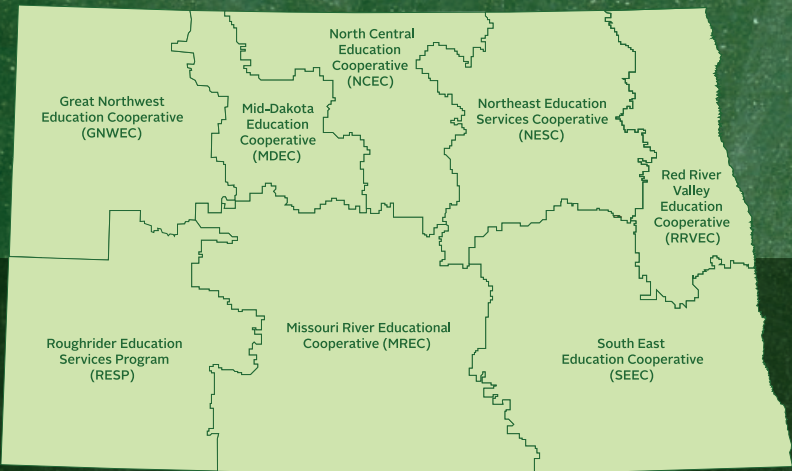 North Central
Education
Cooperative
(NCEC)
Great Northwest
Education Cooperative
(GNWEC)
Mid-Dakota
Education
Cooperative
(MDEC)
Northeast Education
Services Cooperative
(NESC)
Red River
Valley
Education
Cooperative
(RRVEC)
Roughrider Education
Services Program
(RESP)
Missouri River Educational
Cooperative (MREC)
South East
Education Cooperative
(SEEC)